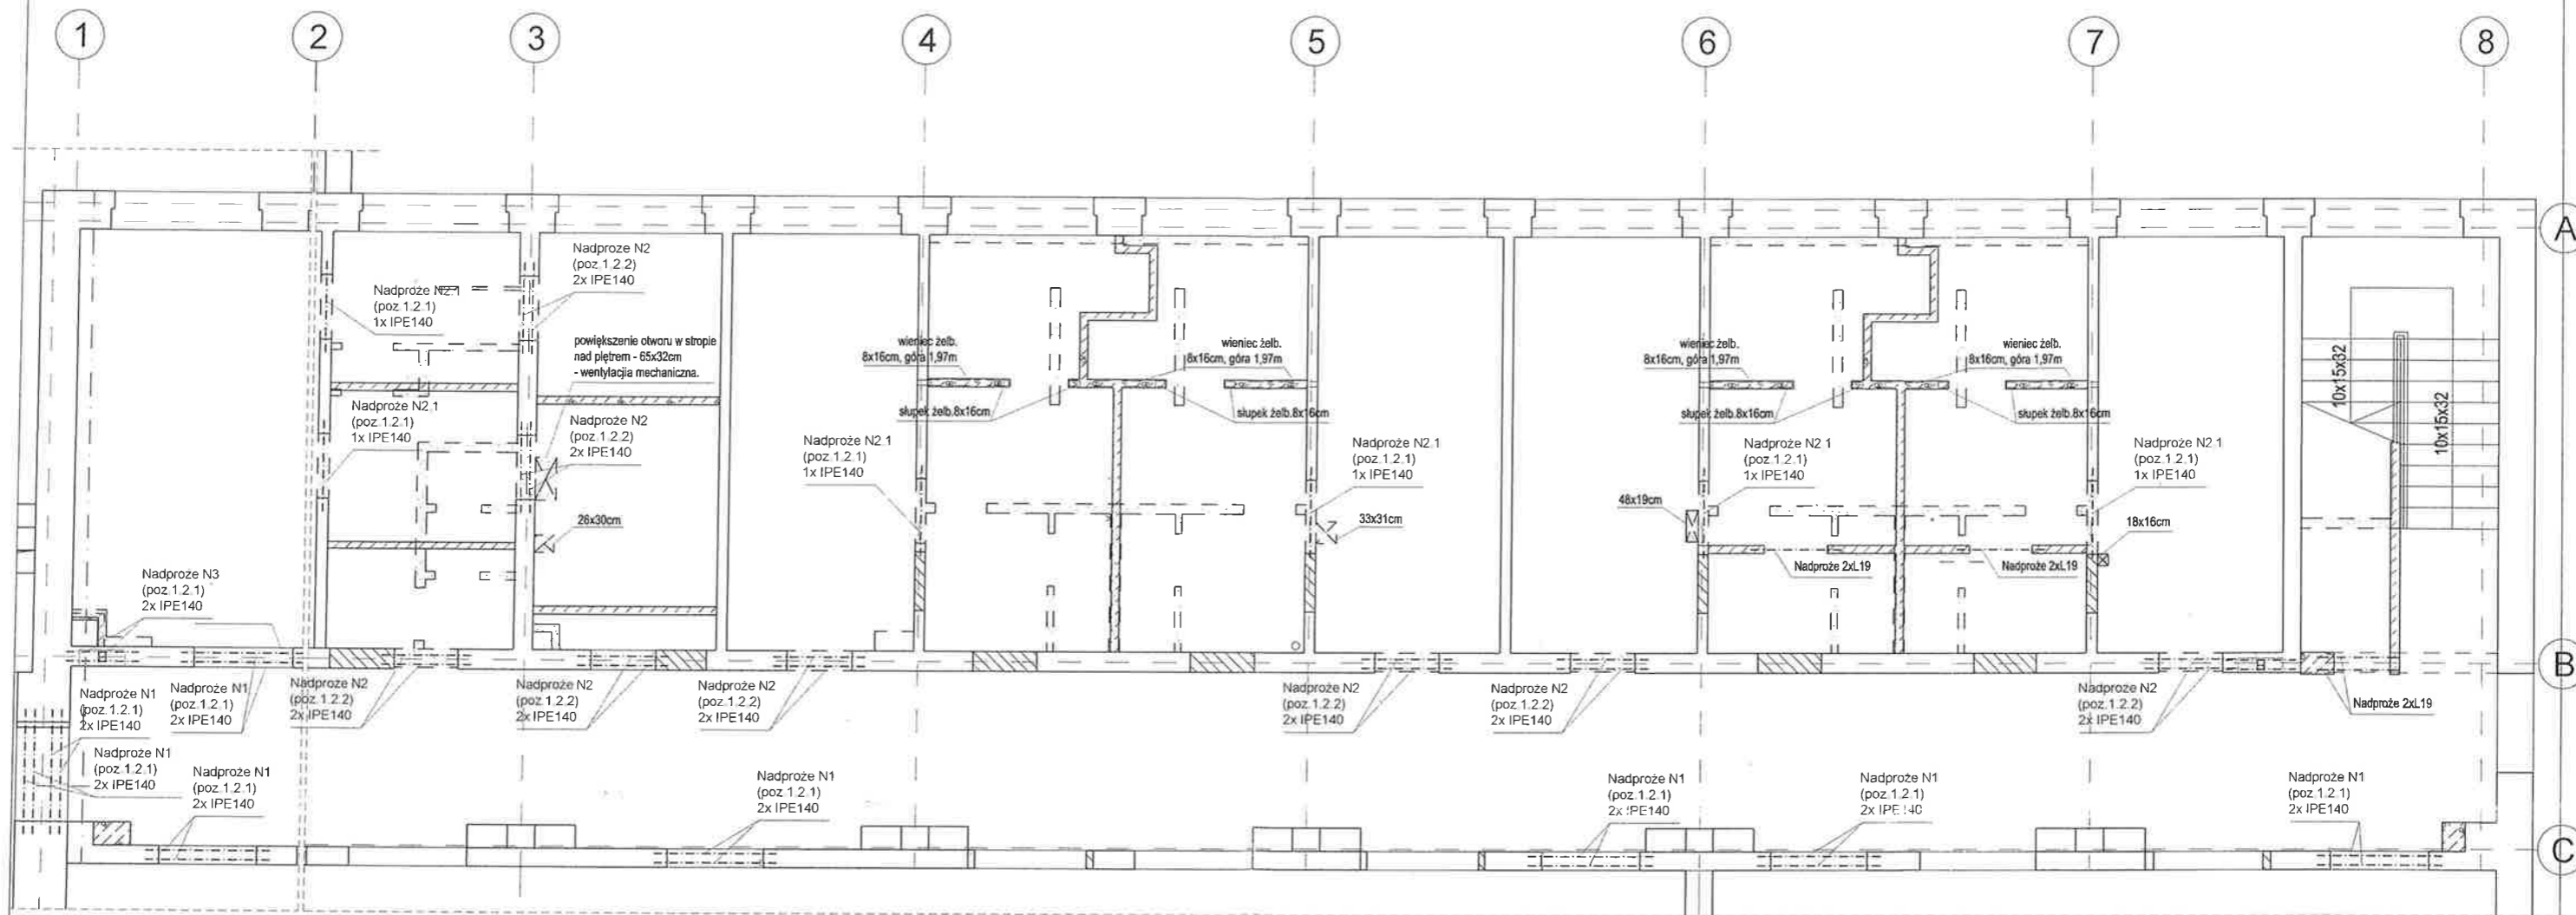 1
2
3
4
5
6
7
8
A
B
C
Nadproże N2.1
(poz.1.2.1)
1x IPE140
Nadproże N2
(poz.1.2.2)
2x IPE140
powiększenie otworu w stropie
nad piętrem - 65x32cm
- wentylacjia mechaniczna.
Nadproże N2.1
(poz.1.2.1)
1x IPE140
Nadproże N2
(poz.1.2.2)
2x IPE140
26x30cm
Nadproże N3
(poz.1.2.1)
2x IPE140
wieniec żelb.
8x16cm, góra 1,97m
słupek żelb.8x16cm
wieniec żelb.
8x16cm, góra 1,97m
słupek żelb.8x16cm
Nadproże N2.1
(poz.1.2.1)
1x IPE140
Nadproże N2.1
(poz.1.2.1)
1x IPE140
33x31cm
wieniec żelb.
8x16cm, góra 1,97m
słupek żelb.8x16cm
wieniec żelb.
8x16cm, góra 1,97m
słupek żelb.8x16cm
48x19cm
Nadproże N2.1
(poz.1.2.1)
1x IPE140
Nadproże N2.1
(poz.1.2.1)
1x IPE140
18x16cm
Nadproże 2xL19
Nadproże 2xL19
10x15x32
10x15x32
Nadproże N1
(poz.1.2.1)
2x IPE140
Nadproże N1
(poz.1.2.1)
2x IPE140
Nadproże N2
(poz.1.2.2)
2x IPE140
Nadproże N2
(poz.1.2.2)
2x IPE140
Nadproże N2
(poz.1.2.2)
2x IPE140
Nadproże N2
(poz.1.2.2)
2x IPE140
Nadproże N2
(poz.1.2.2)
2x IPE140
Nadproże N2
(poz.1.2.2)
2x IPE140
Nadproże 2xL19
Nadproże N1
(poz.1.2.1)
2x IPE140
Nadproże N1
(poz.1.2.1)
2x IPE140
Nadproże N1
(poz.1.2.1)
2x IPE140
Nadproże N1
(poz.1.2.1)
2x IPE140
Nadproże N1
(poz.1.2.1)
2x IPE140
Nadproże N1
(poz.1.2.1)
2x IPE140